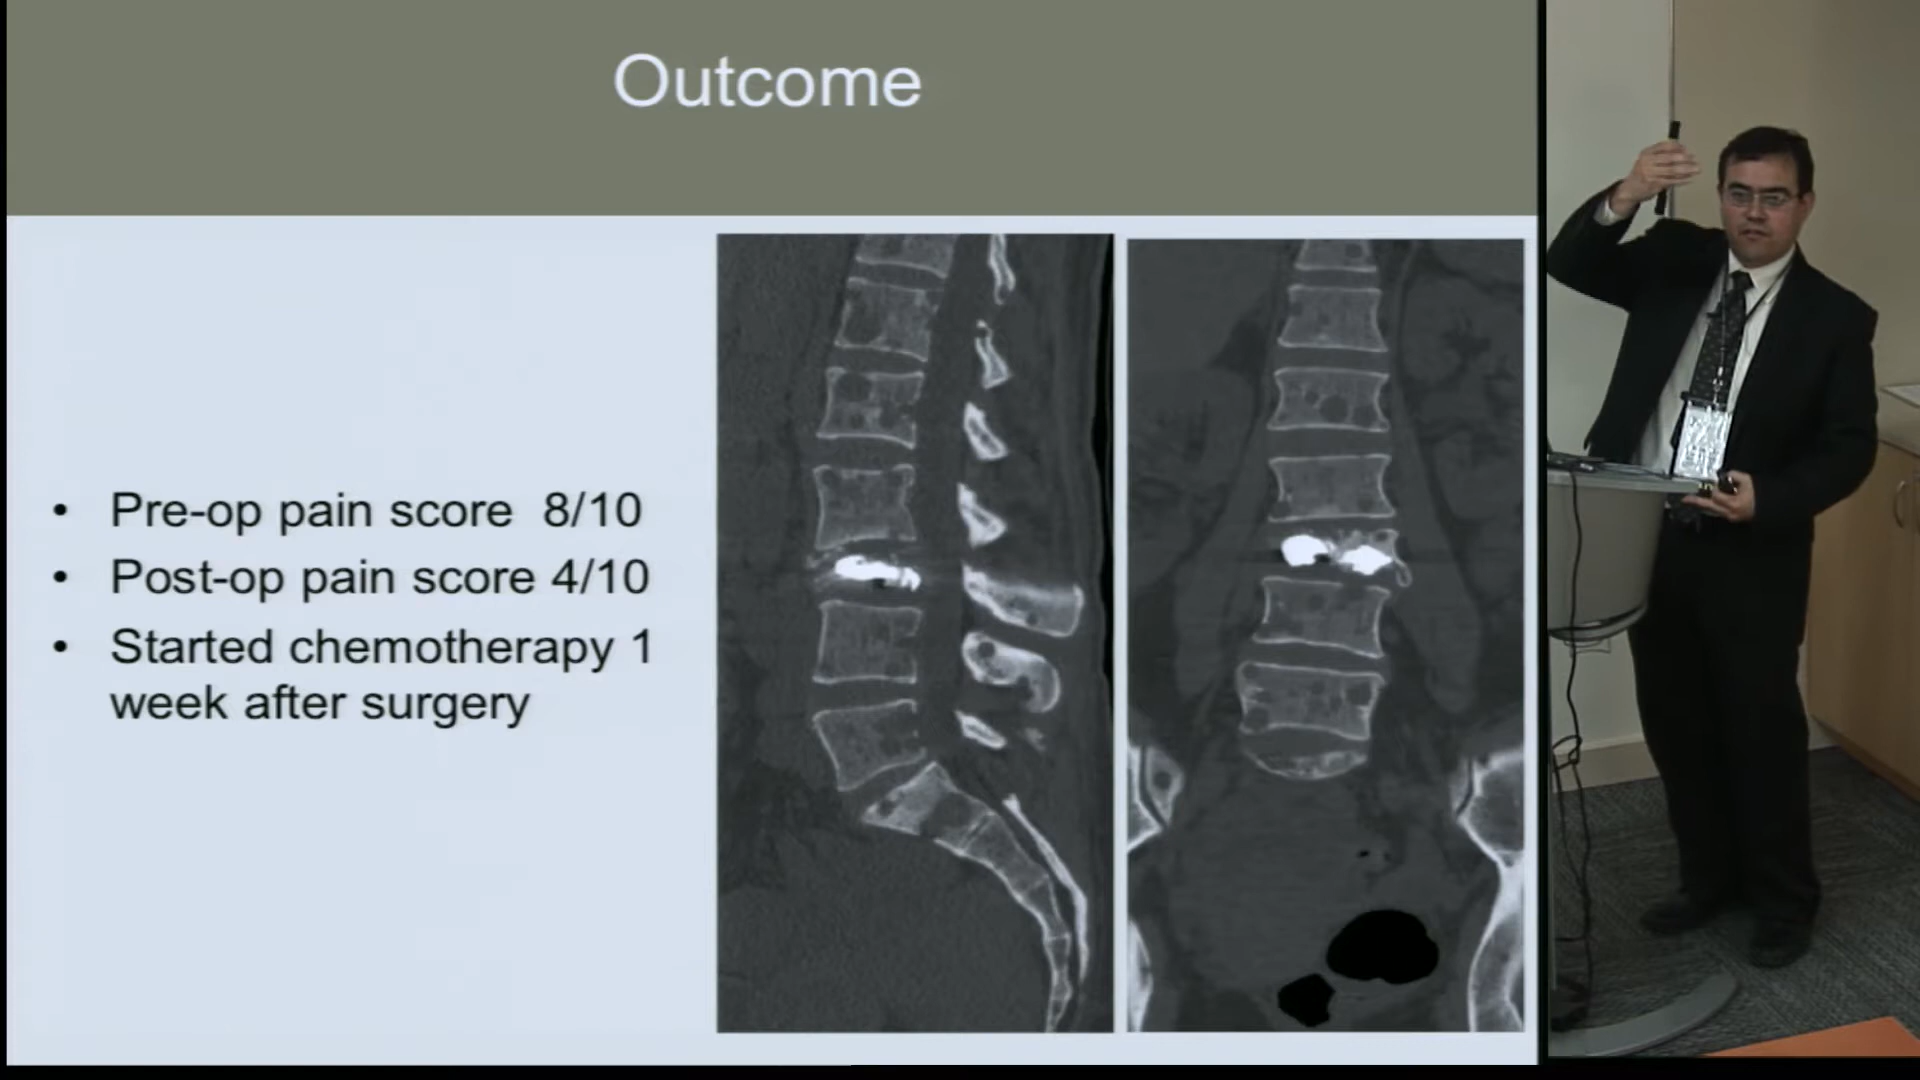 Outcome
• Pre-op pain score 8/10
• Post-op pain score 4/10
• Started chemotherapy 1
week after surgery